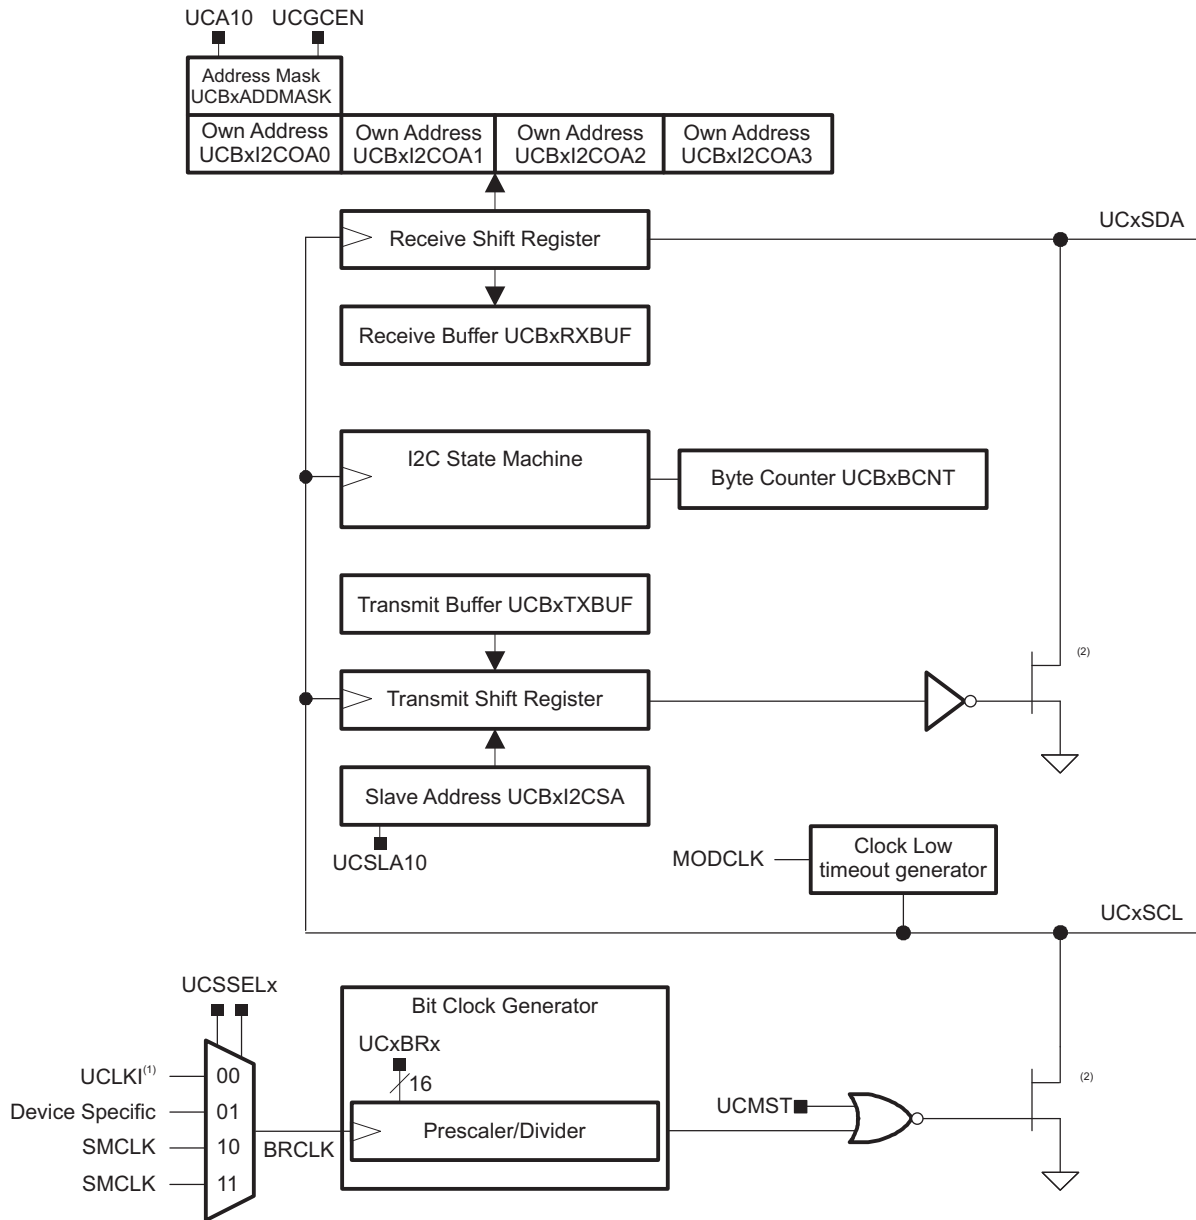 UCA10 UCGCEN
Address Mask
UCBxADDMASK
Own Address
UCBxI2COA0
Own Address
UCBxI2COA1
Own Address
UCBxI2COA2
Own Address
UCBxI2COA3
Receive Shift Register
UCxSDA
Receive Buffer UCBxRXBUF
I2C State Machine
Byte Counter UCBxBCNT
Transmit Buffer UCBxTXBUF
(2)
Transmit Shift Register
Slave Address UCBxI2CSA
UCSLA10
MODCLK
Clock Low
timeout generator
UCxSCL
UCSSELx
Bit Clock Generator
UCxBRx
16
UCLKI(1) 00
Device Specific 01
SMCLK 10
SMCLK 11
BRCLK
Prescaler/Divider
UCMST
(2)